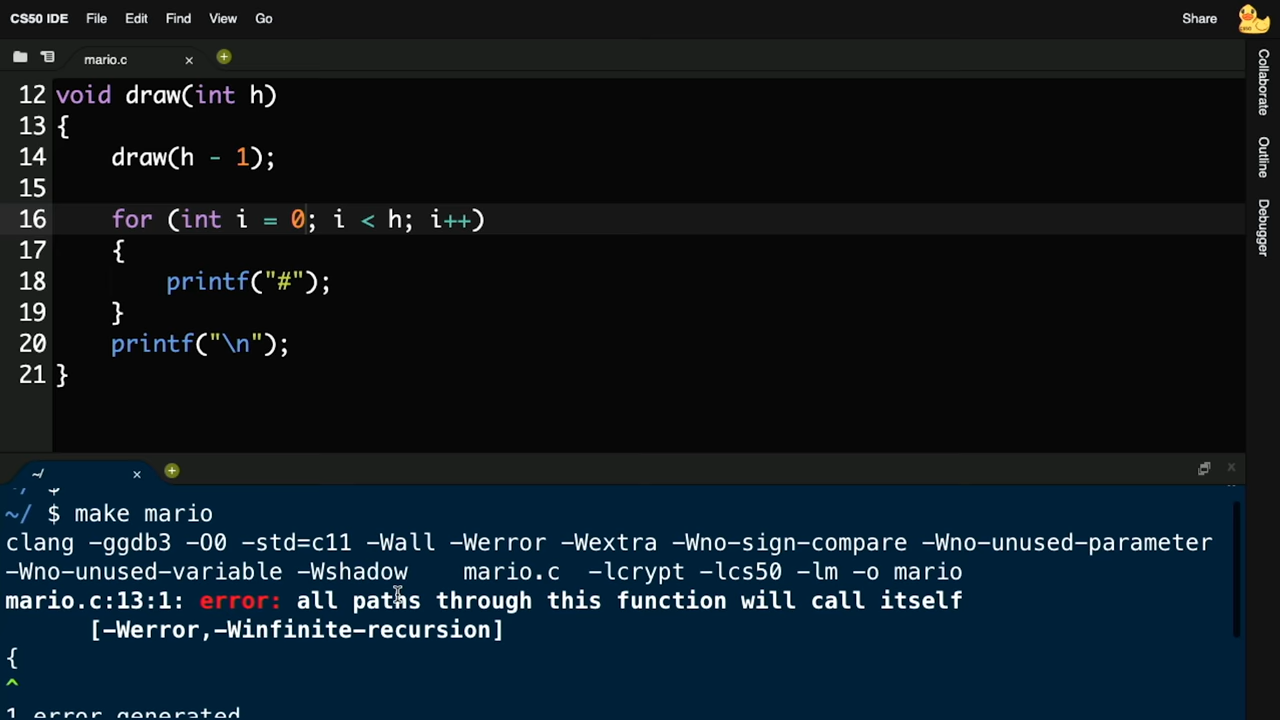 CS50 IDE File Edit Find View Go Share
mario.c
12 void draw(int h)
13 {
14 draw(h - 1);
15
16 for (int i = 0; i < h; i++)
17 {
18 printf("#");
19 }
20 printf("\n");
21 }
Collaborate
Outline
Debugger
~/
~/ $
~/ $ make mario
clang -ggdb3 -O0 -std=c11 -Wall -Werror -Wextra -Wno-sign-compare -Wno-unused-parameter
-Wno-unused-variable -Wshadow mario.c -lcrypt -lcs50 -lm -o mario
mario.c:13:1: error: all paths through this function will call itself
[-Werror,-Winfinite-recursion]
{
^
1 error generated